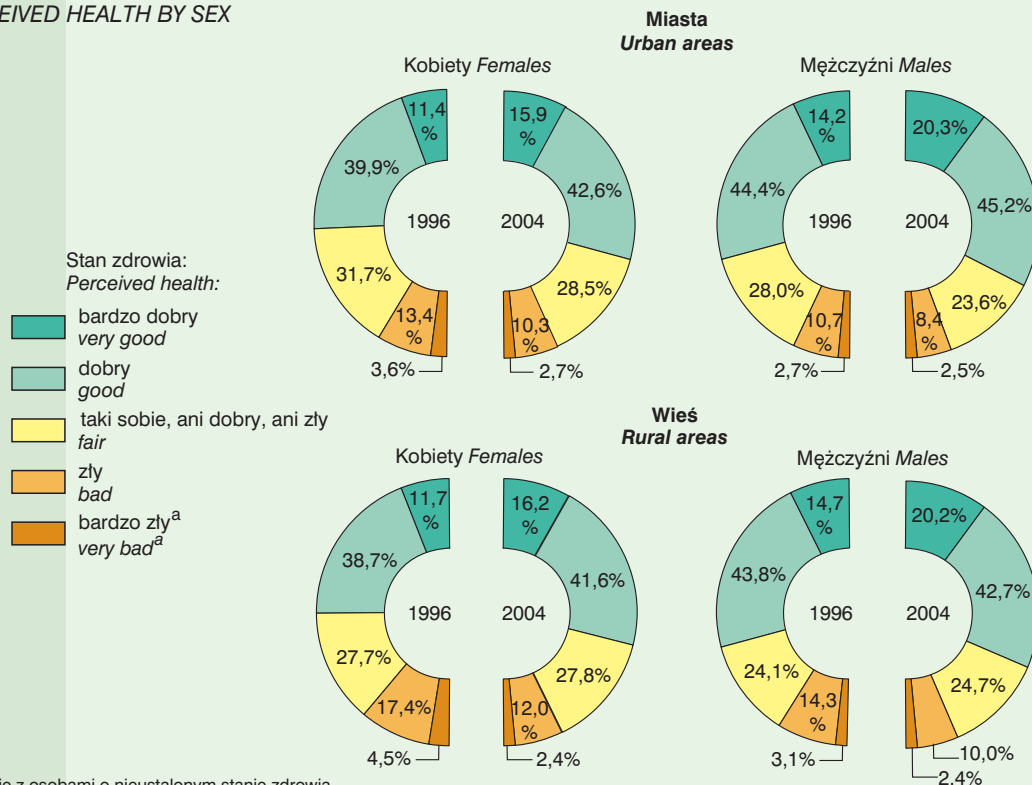 EIVED HEALTH BY SEX
Miasta
Urban areas
Kobiety Females
Mężczyźni Males
11,4
%
15,9
%
39,9%
42,6%
1996
2004
31,7%
28,5%
13,4
%
10,3
%
3,6%
2,7%
14,2
%
20,3%
44,4%
45,2%
1996
2004
28,0%
23,6%
10,7
%
8,4
%
2,7%
2,5%
Stan zdrowia:
Perceived health:
bardzo dobry
very good
dobry
good
taki sobie, ani dobry, ani zły
fair
zły
bad
bardzo zły a
very bad a
Wieś
Rural areas
Kobiety Females
Mężczyźni Males
11,7
%
16,2
%
38,7%
41,6%
1996
2004
27,7%
27,8%
17,4%
12,0
%
4,5%
2,4%
14,7
%
20,2%
43,8%
42,7%
1996
2004
24,1%
24,7%
14,3
%
10,0%
3,1%
2,4%
z osobami o nieustalonym stanie zdrowia